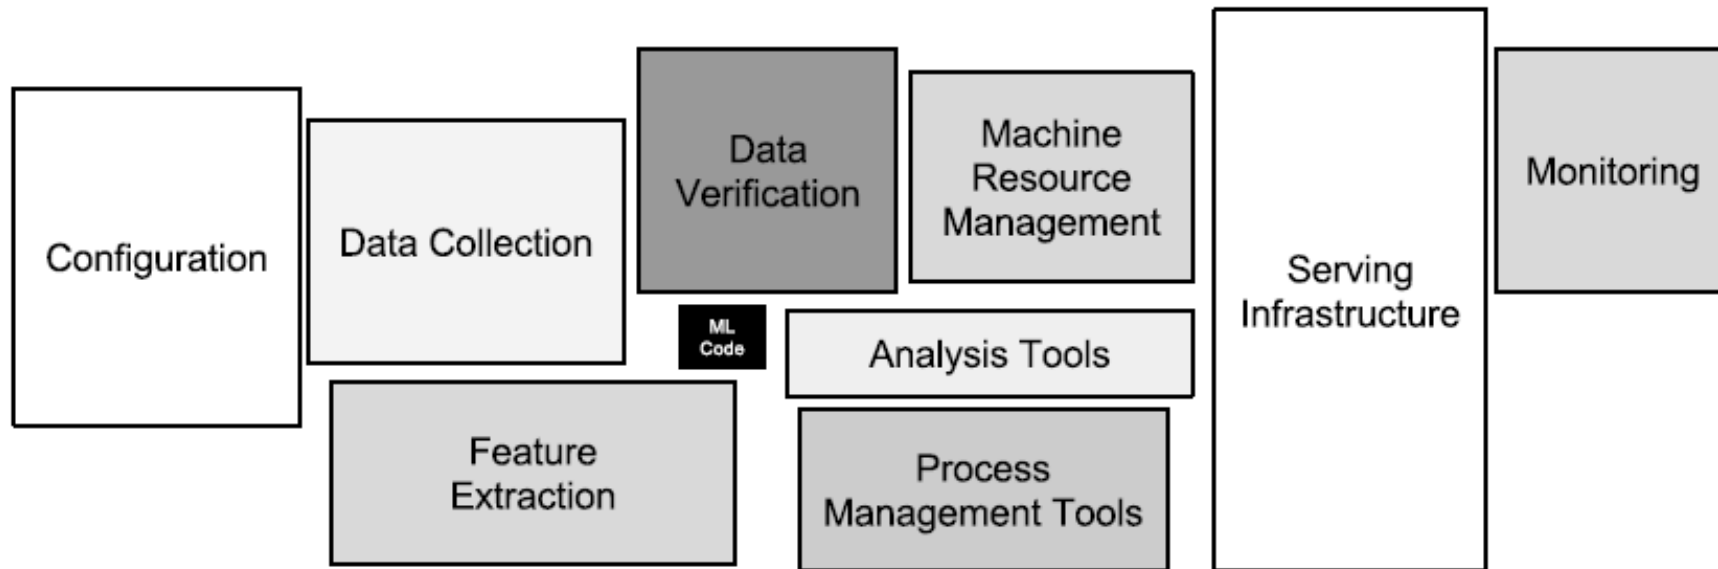 Configuration
Data Collection
Feature
Extraction
Data
Verification
ML
Code
Machine
Resource
Management
Analysis Tools
Process
Management Tools
Serving
Infrastructure
Monitoring